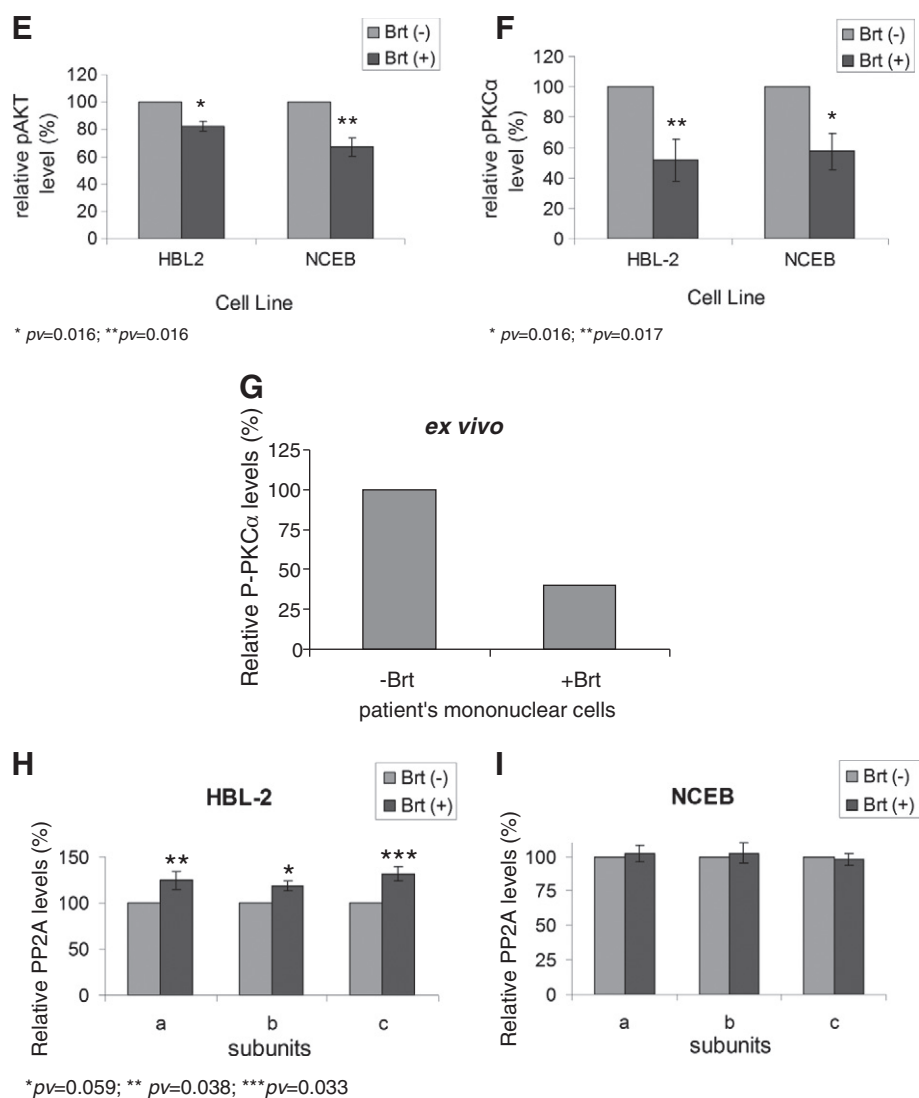 E
Brt (-)
Brt (+)
relative pAKT
level (%)
120
100
80
60
40
20
0
*
**
HBL2
NCEB
Cell Line
* pv=0.016; **pv=0.016
F
Brt (-)
Brt (+)
relative pPKCα
level (%)
120
100
80
60
40
20
0
**
*
HBL-2
NCEB
Cell Line
* pv=0.016; **pv=0.017
G
ex vivo
Relative P-PKCα levels (%)
125
100
75
50
25
0
-Brt
+Brt
patient's mononuclear cells
H
Brt (-)
Brt (+)
HBL-2
Relative PP2A levels (%)
150
100
50
0
**
*
***
a
b
c
subunits
*pv=0.059; ** pv=0.038; ***pv=0.033
I
Brt (-)
Brt (+)
NCEB
Relative PP2A levels (%)
100
75
50
25
0
a
b
c
subunits